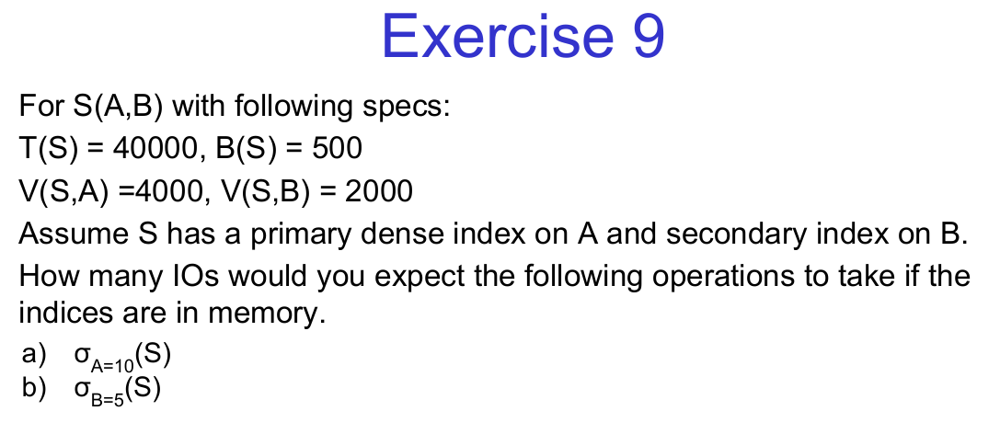 Exercise 9
For S(A,B) with following specs:
T(S) = 40000, B(S) = 500
V(S,A) =4000, V(S,B) = 2000
Assume S has a primary dense index on A and secondary index on B.
How many IOs would you expect the following operations to take if the
indices are in memory.
a) σA=10(S)
b) σB=5(S)